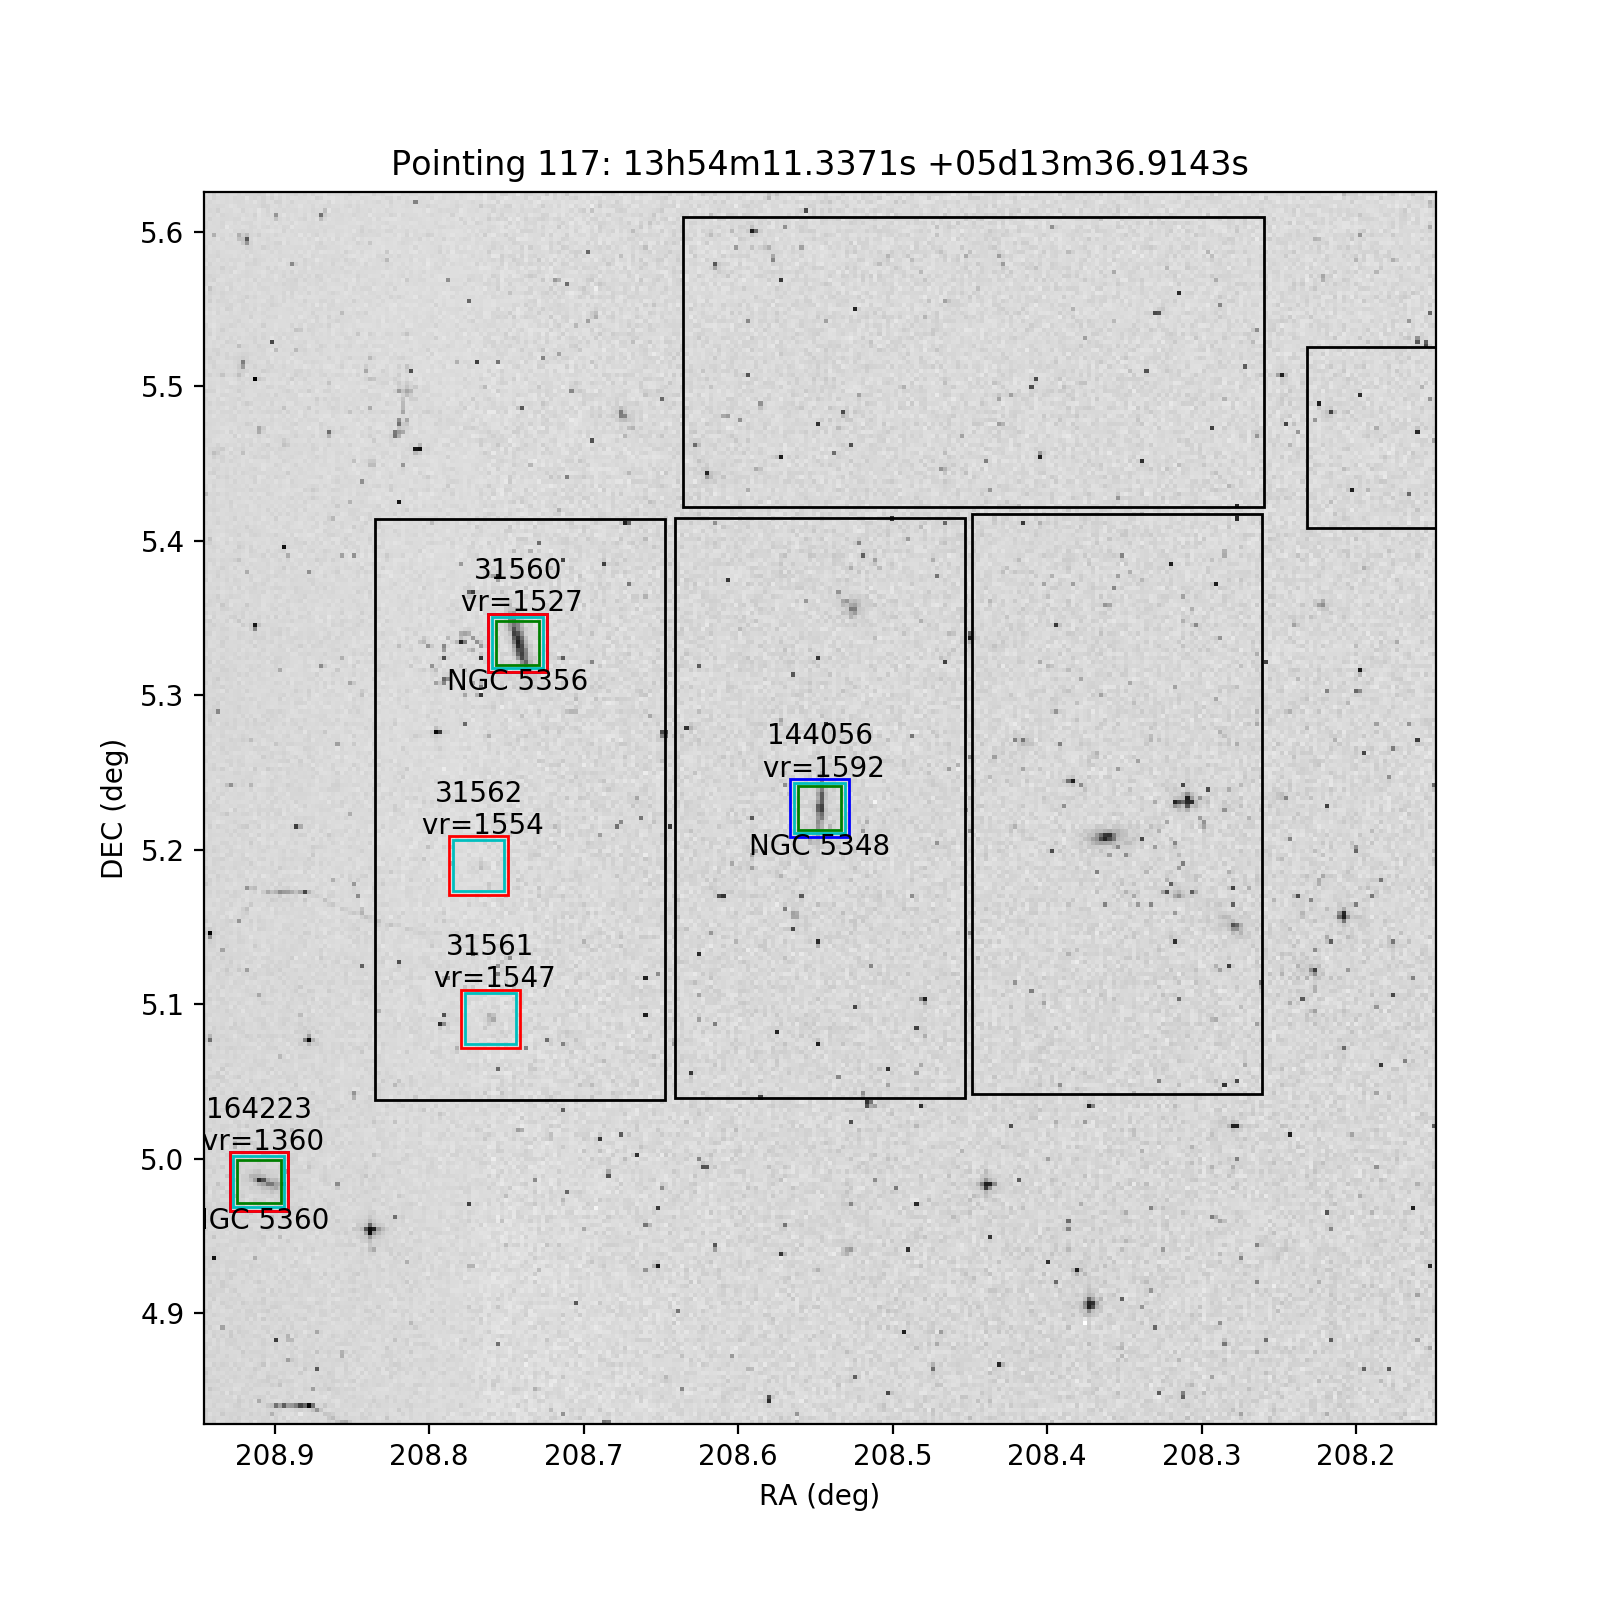 Pointing 117: 13h54m11.3371s +05d13m36.9143s
5.6
5.5
5.4
5.3
5.2
5.1
5.0
4.9
DEC (deg)
31560
vr=1527
NGC 5356
144056
vr=1592
NGC 5348
31562
vr=1554
31561
vr=1547
164223
vr=1360
NGC 5360
208.9
208.8
208.7
208.6
208.5
208.4
208.3
208.2
RA (deg)